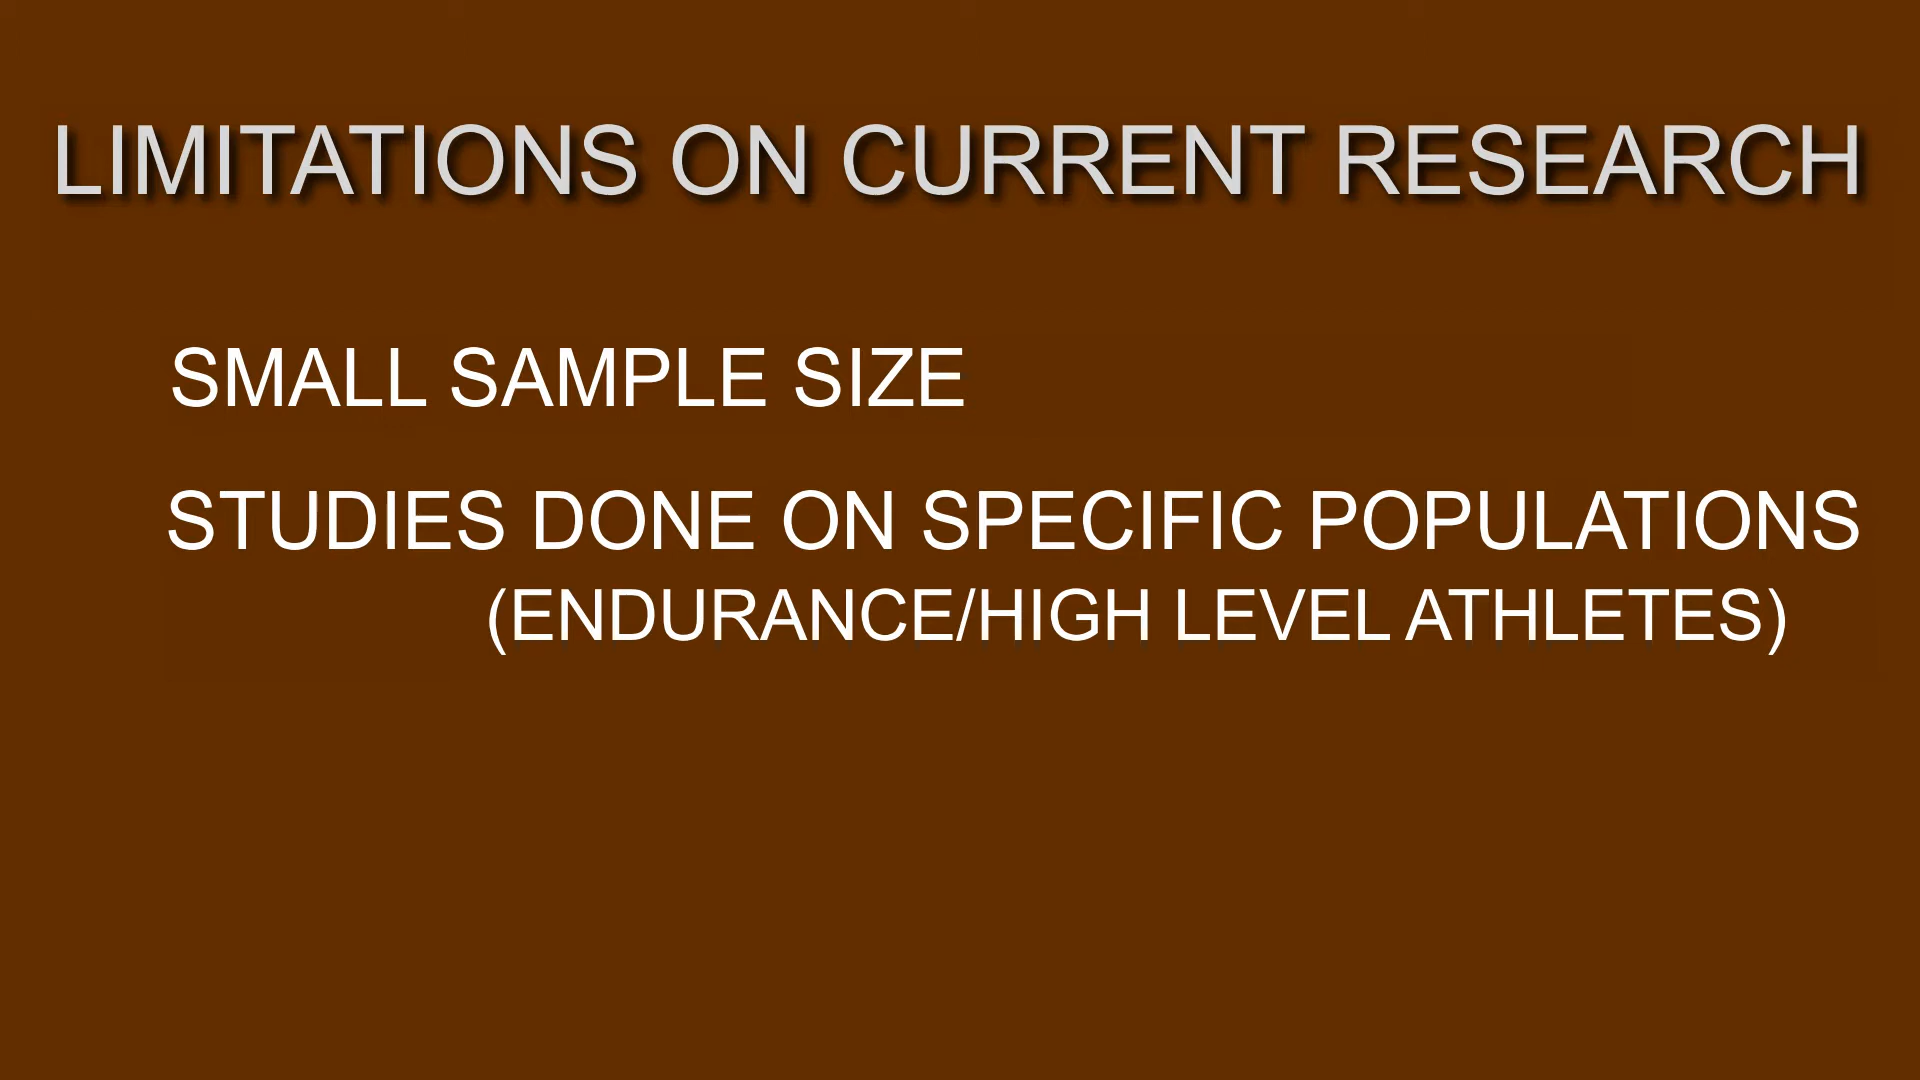 LIMITATIONS ON CURRENT RESEARCH
SMALL SAMPLE SIZE
STUDIES DONE ON SPECIFIC POPULATIONS
(ENDURANCE/HIGH LEVEL ATHLETES)